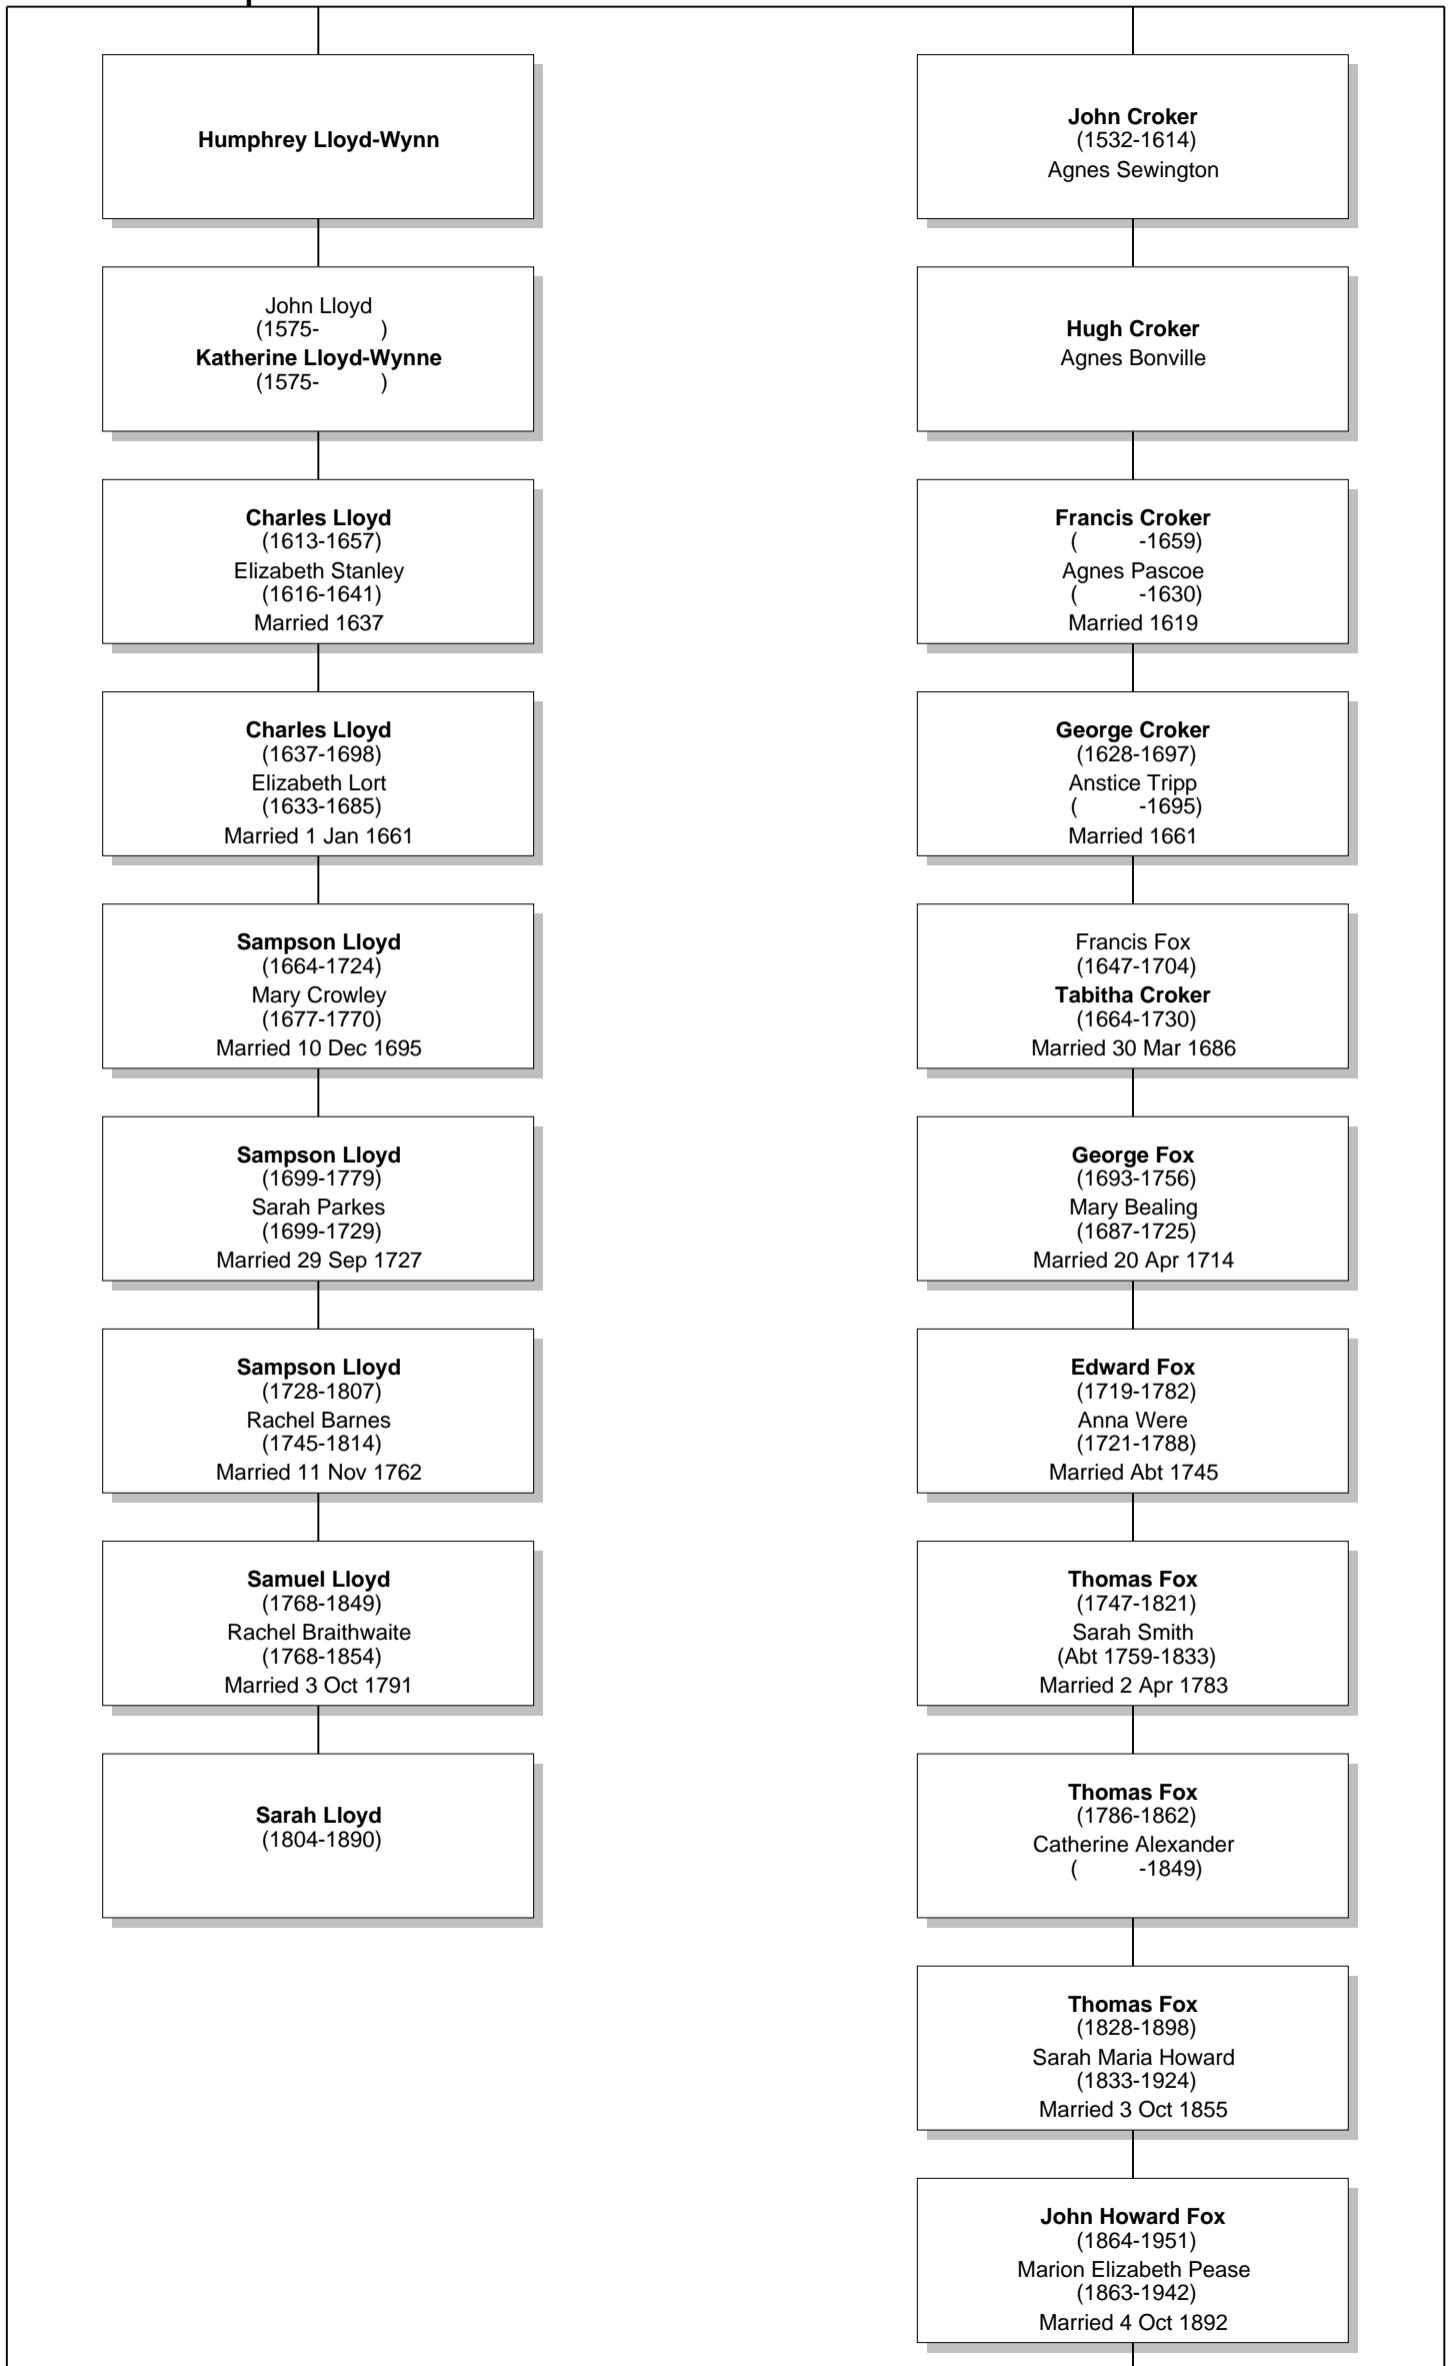 Humphrey Lloyd-Wynn
John Croker
(1532-1614)
Agnes Sewington
John Lloyd
(1575- )
Katherine Lloyd-Wynne
(1575- )
Hugh Croker
Agnes Bonville
Charles Lloyd
(1613-1657)
Elizabeth Stanley
(1616-1641)
Married 1637
Francis Croker
( -1659)
Agnes Pascoe
( -1630)
Married 1619
Charles Lloyd
(1637-1698)
Elizabeth Lort
(1633-1685)
Married 1 Jan 1661
George Croker
(1628-1697)
Anstice Tripp
( -1695)
Married 1661
Sampson Lloyd
(1664-1724)
Mary Crowley
(1677-1770)
Married 10 Dec 1695
Francis Fox
(1647-1704)
Tabitha Croker
(1664-1730)
Married 30 Mar 1686
Sampson Lloyd
(1699-1779)
Sarah Parkes
(1699-1729)
Married 29 Sep 1727
George Fox
(1693-1756)
Mary Bealing
(1687-1725)
Married 20 Apr 1714
Sampson Lloyd
(1728-1807)
Rachel Barnes
(1745-1814)
Married 11 Nov 1762
Edward Fox
(1719-1782)
Anna Were
(1721-1788)
Married Abt 1745
Samuel Lloyd
(1768-1849)
Rachel Braithwaite
(1768-1854)
Married 3 Oct 1791
Thomas Fox
(1747-1821)
Sarah Smith
(Abt 1759-1833)
Married 2 Apr 1783
Sarah Lloyd
(1804-1890)
Thomas Fox
(1786-1862)
Catherine Alexander
( -1849)
Thomas Fox
(1828-1898)
Sarah Maria Howard
(1833-1924)
Married 3 Oct 1855
John Howard Fox
(1864-1951)
Marion Elizabeth Pease
(1863-1942)
Married 4 Oct 1892